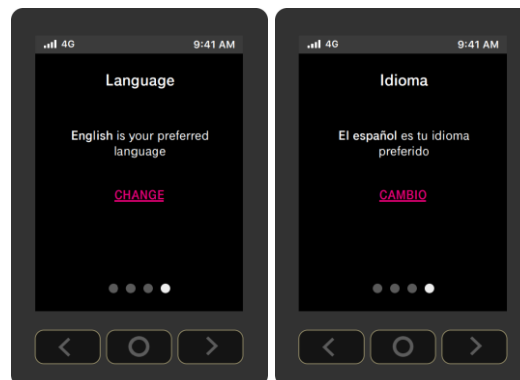 4G 9:41 AM
Language
English is your preferred
language
CHANGE
4G 9:41 AM
Idioma
El español es tu idioma
preferido
CAMBIO